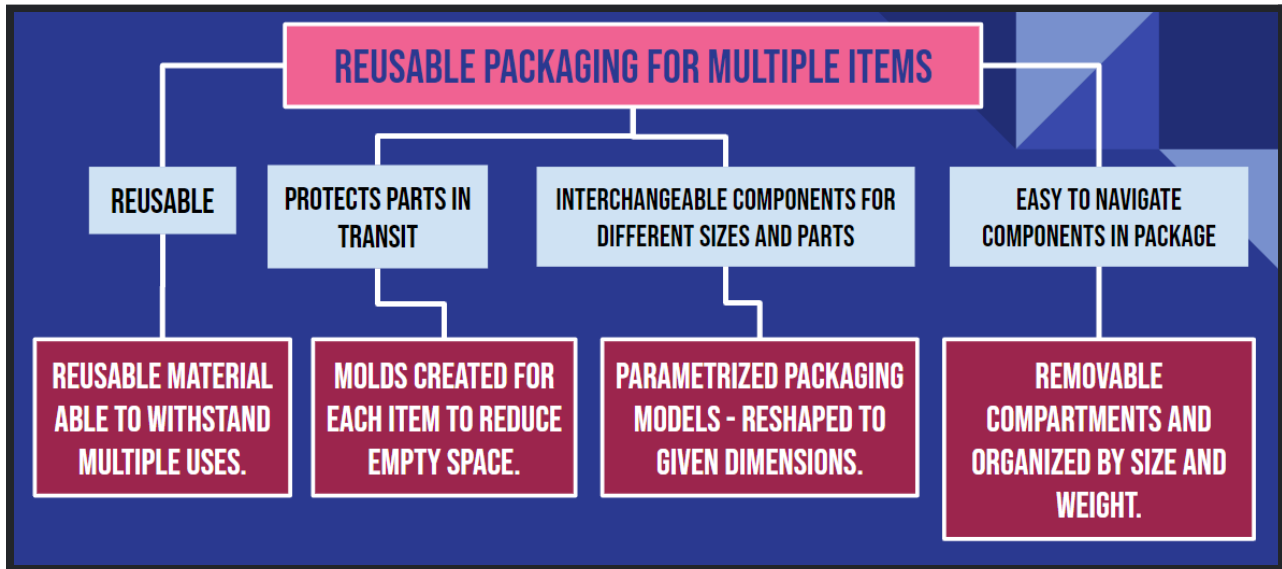 REUSABLE PACKAGING FOR MULTIPLE ITEMS
REUSABLE
PROTECTS PARTS IN
TRANSIT
INTERCHANGEABLE COMPONENTS FOR
DIFFERENT SIZES AND PARTS
EASY TO NAVIGATE
COMPONENTS IN PACKAGE
REUSABLE MATERIAL
ABLE TO WITHSTAND
MULTIPLE USES.
MOLDS CREATED FOR
EACH ITEM TO REDUCE
EMPTY SPACE.
PARAMETRIZED PACKAGING
MODELS - RESHAPED TO
GIVEN DIMENSIONS.
REMOVABLE
COMPARTMENTS AND
ORGANIZED BY SIZE AND
WEIGHT.